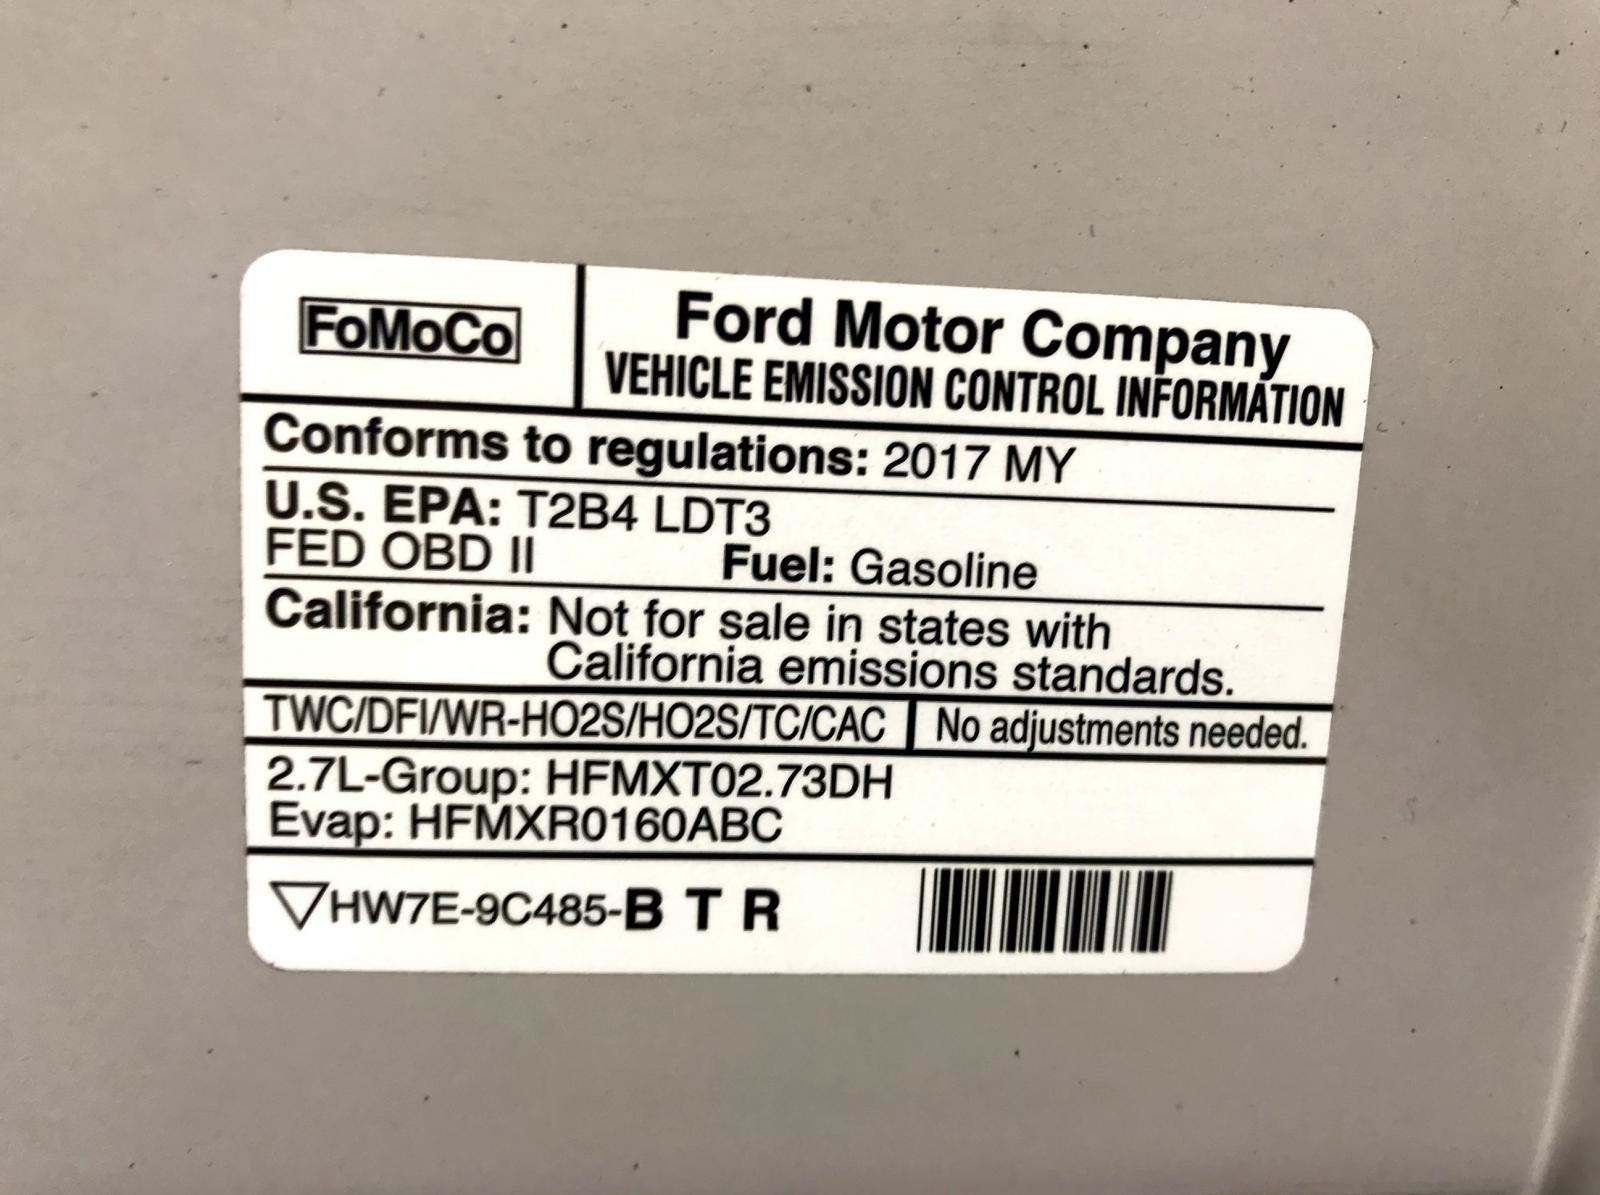 FoMoCo
Ford Motor Company
VEHICLE EMISSION CONTROL INFORMATION
Conforms to regulations: 2017 MY
U.S. EPA: T2B4 LDT3
FED OBD II Fuel: Gasoline
California: Not for sale in states with
California emissions standards.
TWC/DFI/WR-HO2S/HO2S/TC/CAC No adjustments needed.
2.7L-Group: HFMXT02.73DH
Evap: HFMXR0160ABC
HW7E-9C485-B T R